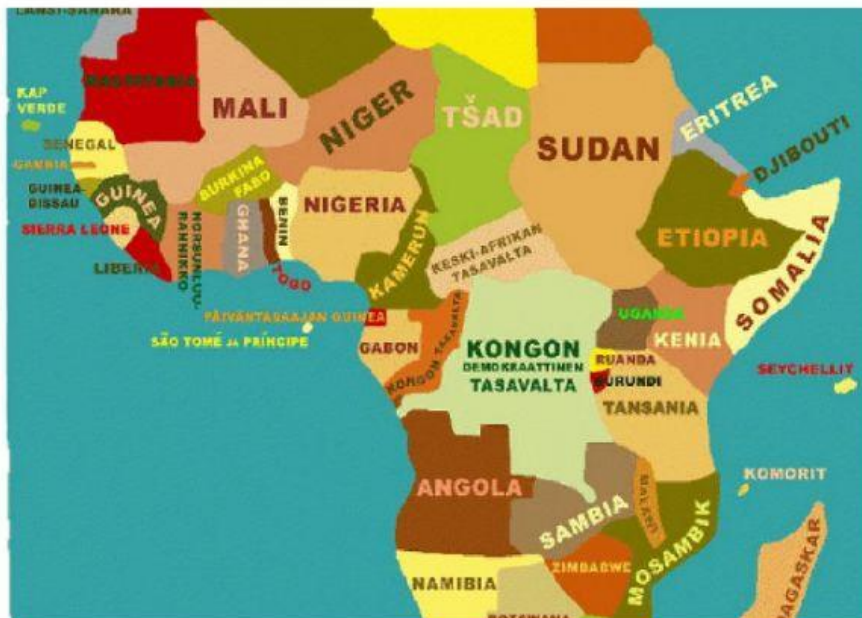 LÄNSI-SAHARA
MAURITANIA
KAP
VERDE
MALI
NIGER
TŠAD
SUDAN
ERITREA
DJIBOUTI
SENEGAL
GAMBIA
GUINEA
BISSAU
GUINEA
BURKINA
FASO
SIERRA LEONE
LIBERIA
NORSUNLUU-
RANNIKKO
GHANA
TOGO
BENIN
NIGERIA
KAMERUN
KESKI-AFRIKAN
TASAVALTA
ETIOPIA
SOMALIA
PÄIVÄNTASAAJAN GUINEA
SÃO TOMÉ JA PRÍNCIPE
GABON
KONGON TASAVALTA
KONGON
DEMOKRAATTINEN
TASAVALTA
UGANDA
KENIA
RUANDA
BURUNDI
TANSANIA
SEYCHELLIT
KOMORIT
ANGOLA
SAMBIA
MALAWI
MOSAMBIK
ZIMBABWE
NAMIBIA
BOTSWANA
DAGASKAR